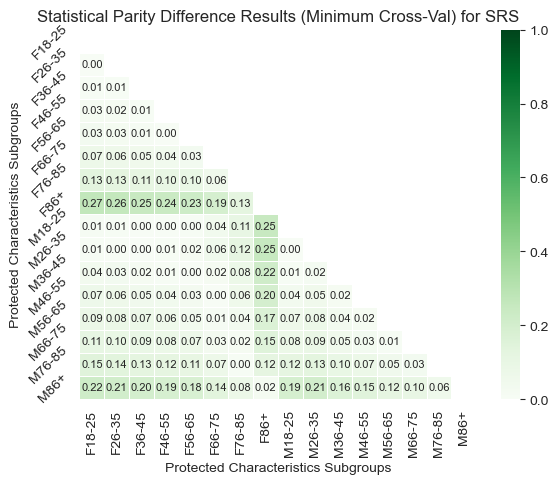 Statistical Parity Difference Results (Minimum Cross-Val) for SRS
Protected Characteristics Subgroups
F18-25
F26-35 0.00
F36-45 0.01 0.01
F46-55 0.03 0.02 0.01
F56-65 0.03 0.03 0.01 0.00
F66-75 0.07 0.06 0.05 0.04 0.03
F76-85 0.13 0.13 0.11 0.10 0.10 0.06
F86+ 0.27 0.26 0.25 0.24 0.23 0.19 0.13
M18-25 0.01 0.01 0.00 0.00 0.00 0.04 0.11 0.25
M26-35 0.01 0.00 0.00 0.01 0.02 0.06 0.12 0.25 0.00
M36-45 0.04 0.03 0.02 0.01 0.00 0.02 0.08 0.22 0.01 0.02
M46-55 0.07 0.06 0.05 0.04 0.03 0.00 0.06 0.20 0.04 0.05 0.02
M56-65 0.09 0.08 0.07 0.06 0.05 0.01 0.04 0.17 0.07 0.08 0.04 0.02
M66-75 0.11 0.10 0.09 0.08 0.07 0.03 0.02 0.15 0.08 0.09 0.05 0.03 0.01
M76-85 0.15 0.14 0.13 0.12 0.11 0.07 0.00 0.12 0.12 0.13 0.10 0.07 0.05 0.03
M86+ 0.22 0.21 0.20 0.19 0.18 0.14 0.08 0.02 0.19 0.21 0.16 0.15 0.12 0.10 0.06
F18-25 F26-35 F36-45 F46-55 F56-65 F66-75 F76-85 F86+ M18-25 M26-35 M36-45 M46-55 M56-65 M66-75 M76-85 M86+
Protected Characteristics Subgroups
1.0
0.8
0.6
0.4
0.2
0.0